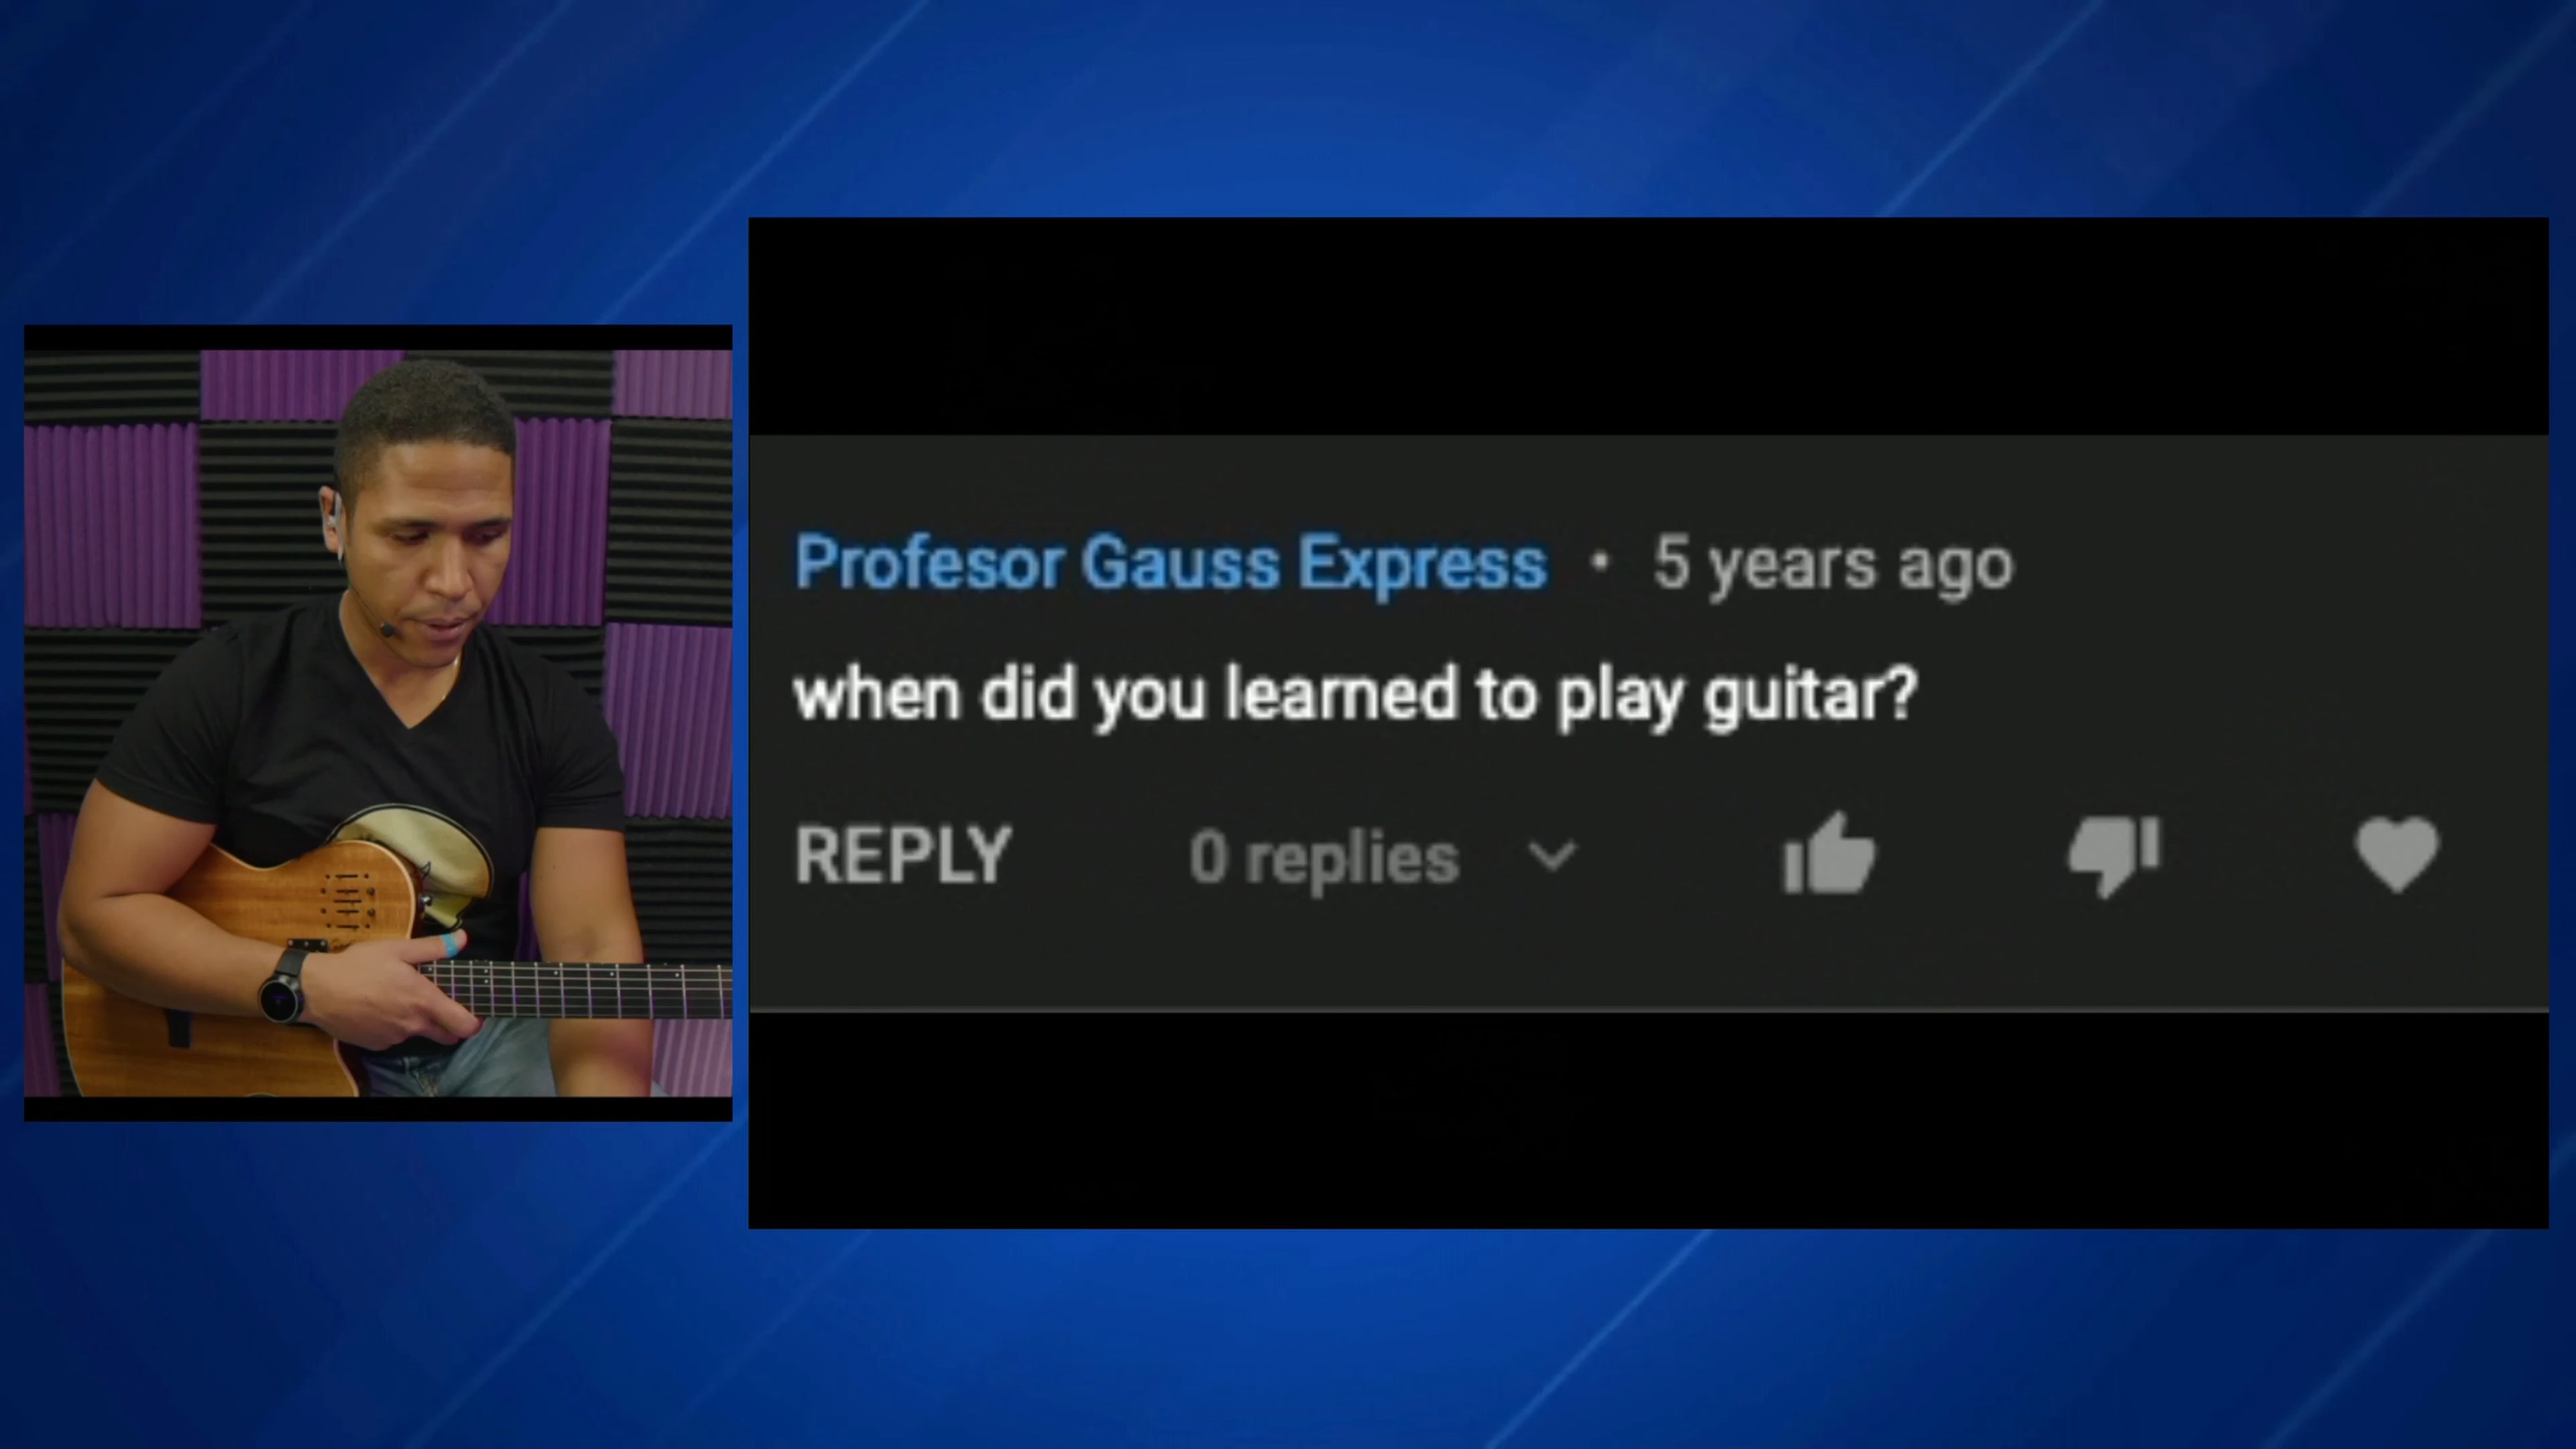 Profesor Gauss Express • 5 years ago
when did you learned to play guitar?
REPLY 0 replies